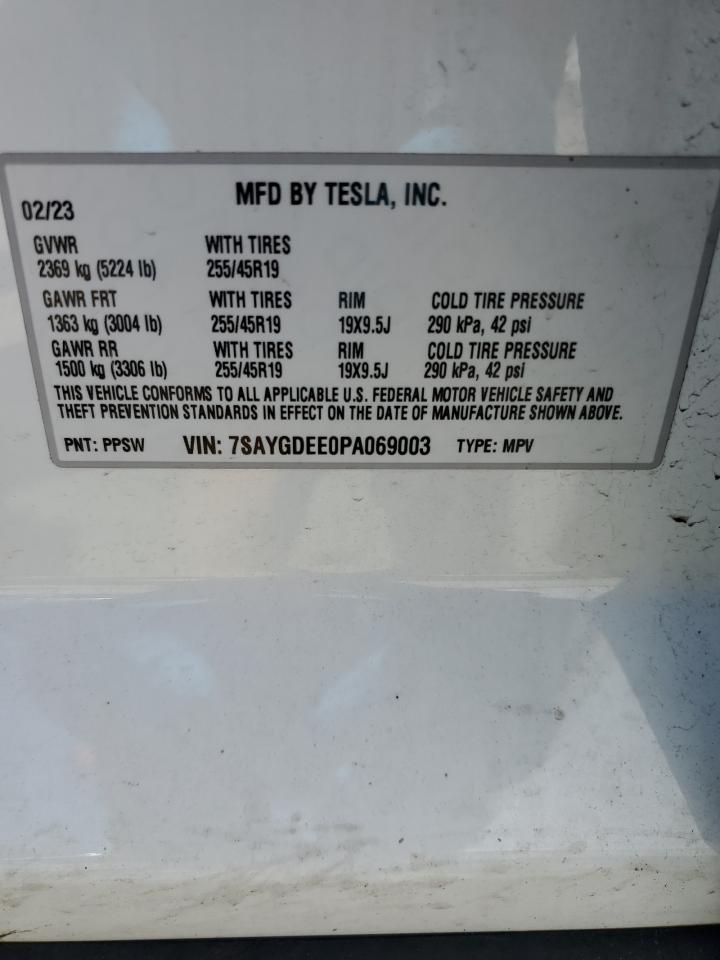 MFD BY TESLA, INC.
02/23
GVWR WITH TIRES
2369 kg (5224 lb) 255/45R19
GAWR FRT WITH TIRES RIM COLD TIRE PRESSURE
1363 kg (3004 lb) 255/45R19 19X9.5J 290 kPa, 42 psi
GAWR RR WITH TIRES RIM COLD TIRE PRESSURE
1500 kg (3306 lb) 255/45R19 19X9.5J 290 kPa, 42 psi
THIS VEHICLE CONFORMS TO ALL APPLICABLE U.S. FEDERAL MOTOR VEHICLE SAFETY AND
THEFT PREVENTION STANDARDS IN EFFECT ON THE DATE OF MANUFACTURE SHOWN ABOVE.
PNT: PPSW VIN: 7SAYGDEE0PA069003 TYPE: MPV